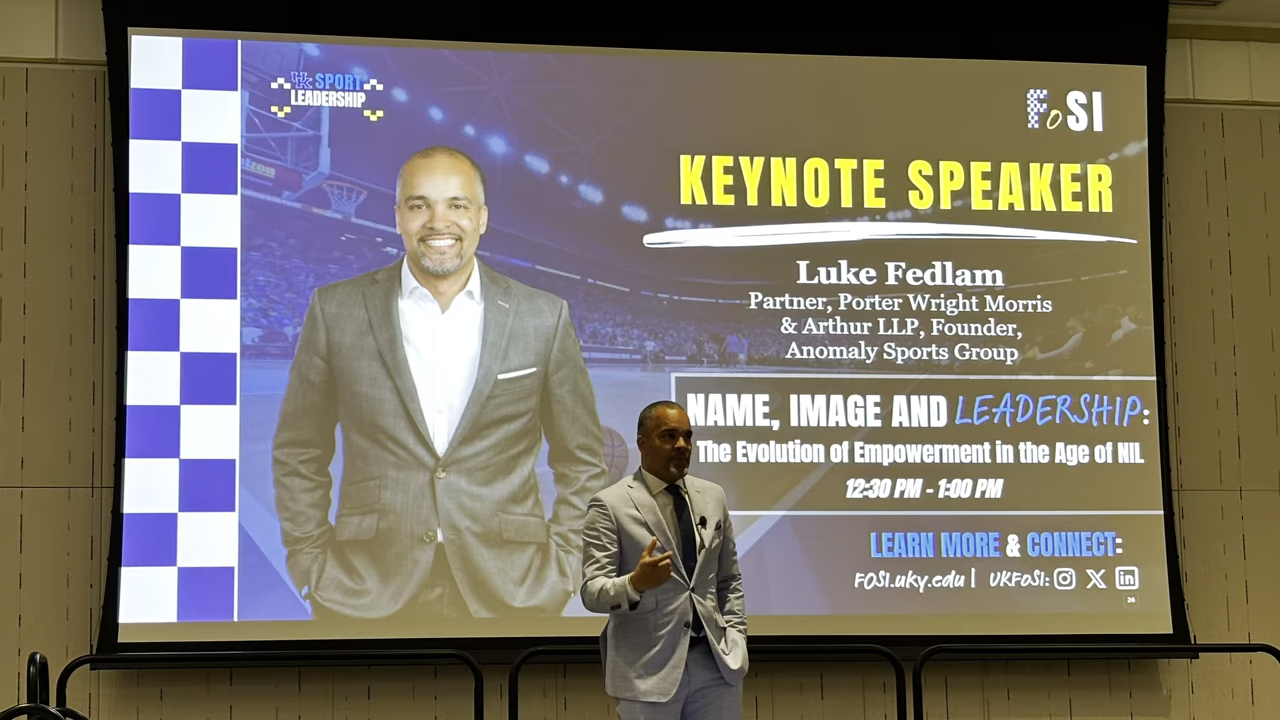 UK SPORT
LEADERSHIP
FoSI
KEYNOTE SPEAKER
Luke Fedlam
Partner, Porter Wright Morris
& Arthur LLP, Founder,
Anomaly Sports Group
NAME, IMAGE AND LEADERSHIP:
The Evolution of Empowerment in the Age of NIL
12:30 PM - 1:00 PM
LEARN MORE & CONNECT:
FOSI.uky.edu | UKFoSI:
24